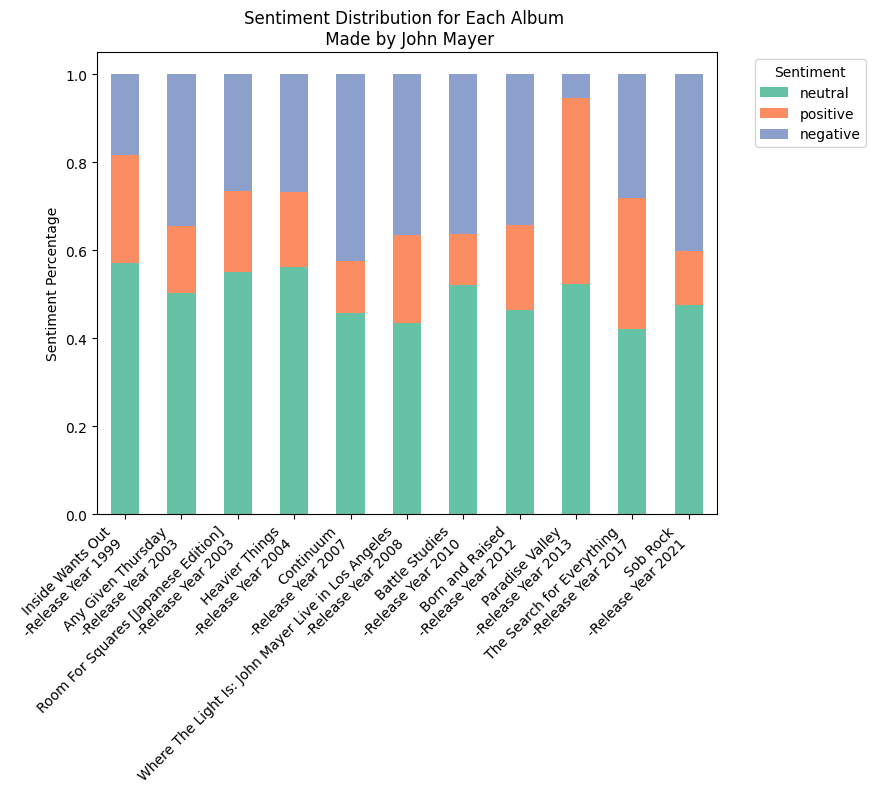 Sentiment Distribution for Each Album
Made by John Mayer
Sentiment
neutral
positive
negative
Sentiment Percentage
1.0
0.8
0.6
0.4
0.2
0.0
Inside Wants Out
-Release Year 1999
Any Given Thursday
-Release Year 2003
Room For Squares [Japanese Edition]
-Release Year 2003
Heavier Things
-Release Year 2004
Continuum
-Release Year 2007
Where The Light Is: John Mayer Live in Los Angeles
-Release Year 2008
Battle Studies
-Release Year 2010
Born and Raised
-Release Year 2012
Paradise Valley
-Release Year 2013
The Search for Everything
-Release Year 2017
Sob Rock
-Release Year 2021